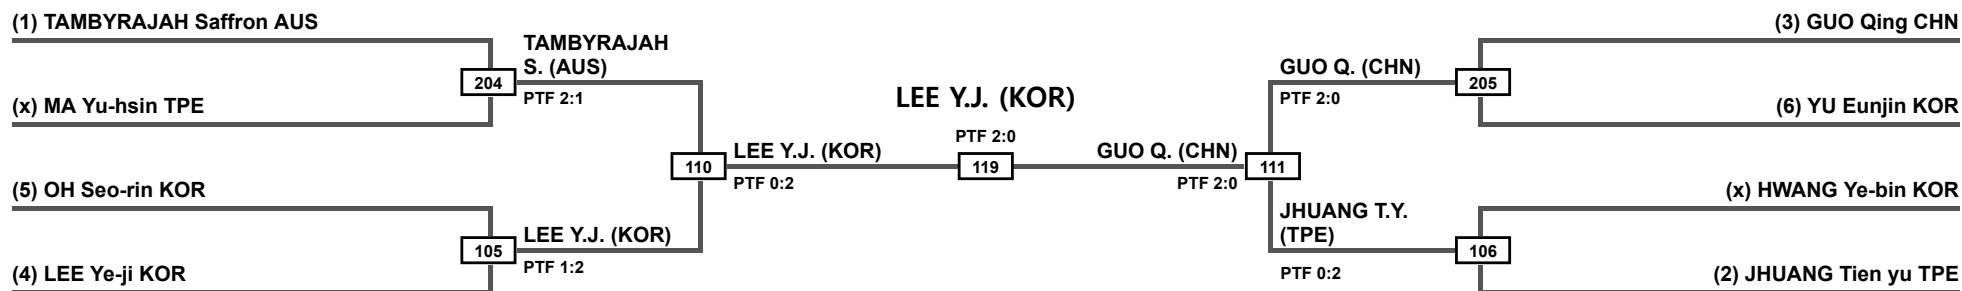 (1) TAMBYRAJAH Saffron AUS
(x) MA Yu-hsin TPE
(5) OH Seo-rin KOR
(4) LEE Ye-ji KOR
204
TAMBYRAJAH
S. (AUS)
PTF 2:1
105
LEE Y.J. (KOR)
PTF 1:2
110
LEE Y.J. (KOR)
PTF 0:2
LEE Y.J. (KOR)
PTF 2:0
119
GUO Q. (CHN)
PTF 2:0
111
GUO Q. (CHN)
PTF 2:0
205
JHUANG T.Y.
(TPE)
PTF 0:2
106
(3) GUO Qing CHN
(6) YU Eunjin KOR
(x) HWANG Ye-bin KOR
(2) JHUANG Tien yu TPE